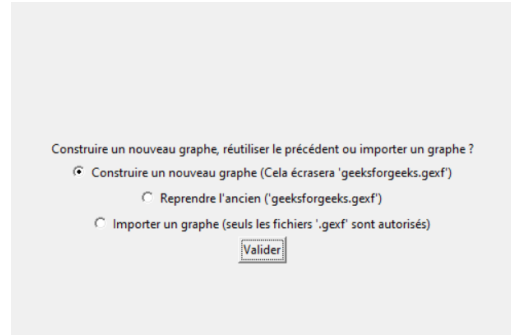 Construire un nouveau graphe, réutiliser le précédent ou importer un graphe ?
Construire un nouveau graphe (Cela écrasera 'geeksforgeeks.gexf')
Reprendre l'ancien ('geeksforgeeks.gexf')
Importer un graphe (seuls les fichiers '.gexf' sont autorisés)
Valider